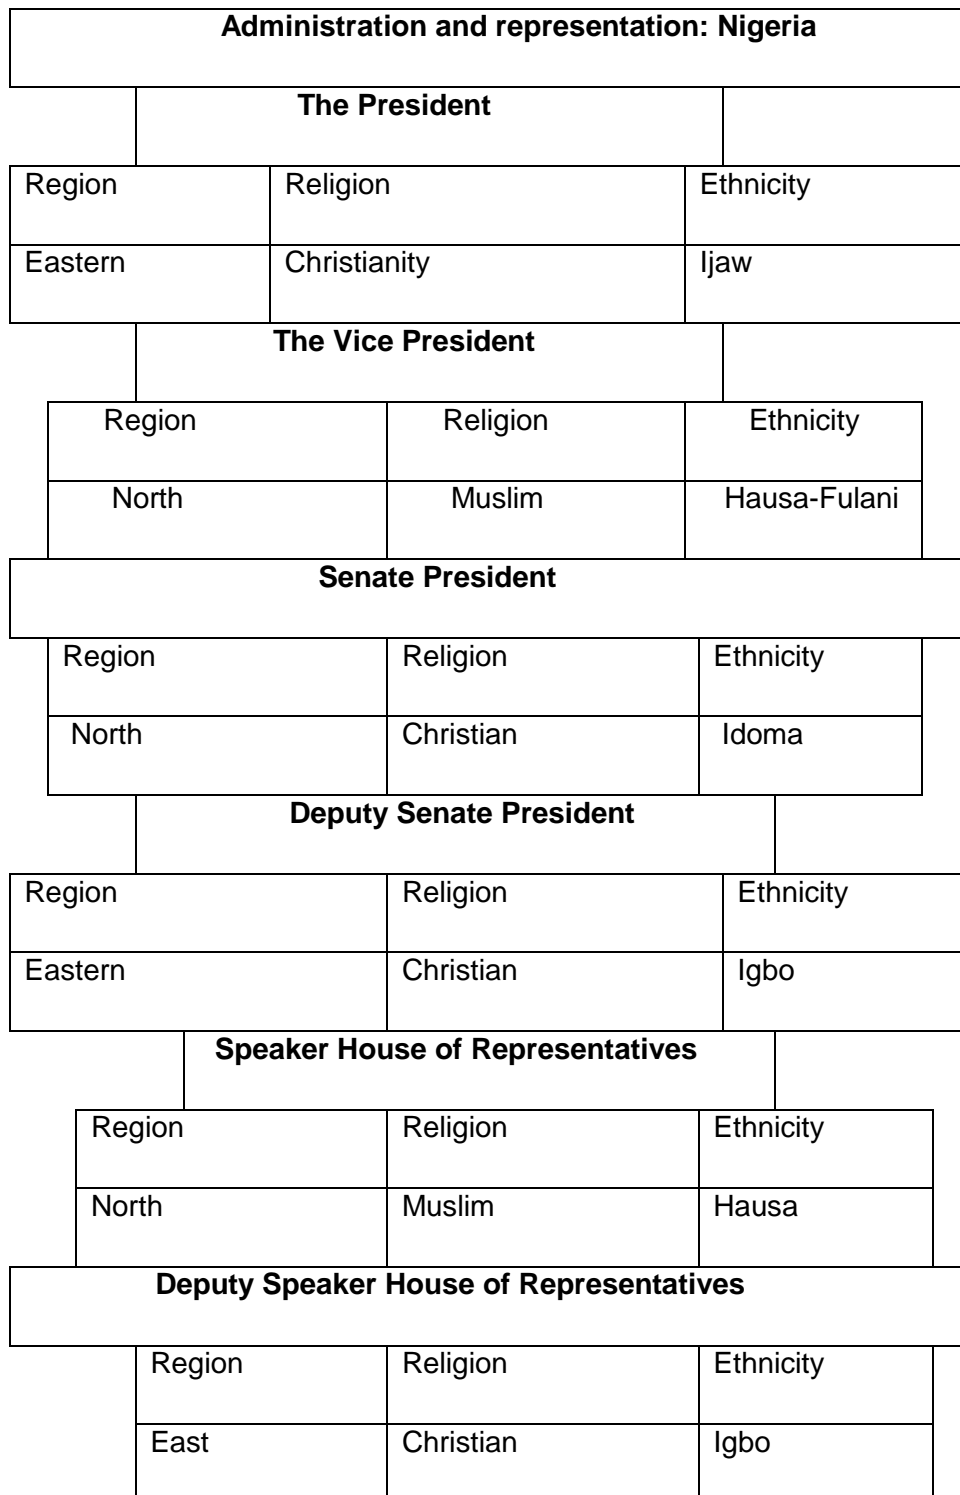 Administration and representation: Nigeria
The President
Region Religion Ethnicity
Eastern Christianity Ijaw
The Vice President
Region Religion Ethnicity
North Muslim Hausa-Fulani
Senate President
Region Religion Ethnicity
North Christian Idoma
Deputy Senate President
Region Religion Ethnicity
Eastern Christian Igbo
Speaker House of Representatives
Region Religion Ethnicity
North Muslim Hausa
Deputy Speaker House of Representatives
Region Religion Ethnicity
East Christian Igbo